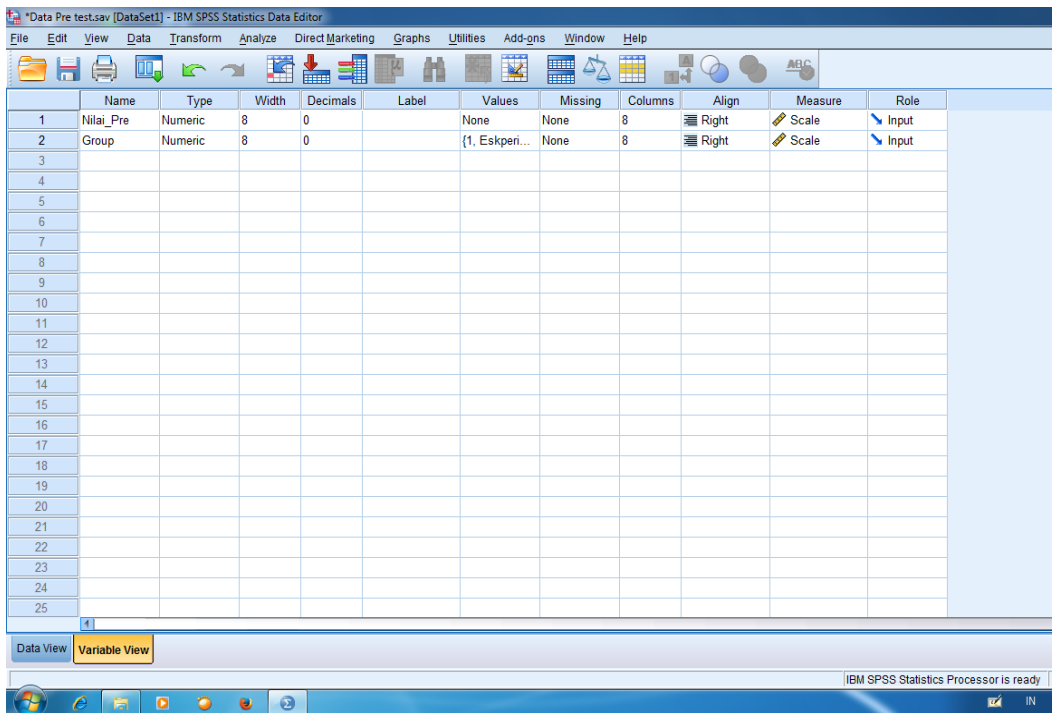 *Data Pre test.sav [DataSet1] - IBM SPSS Statistics Data Editor
File Edit View Data Transform Analyze Direct Marketing Graphs Utilities Add-ons Window Help
Name Type Width Decimals Label Values Missing Columns Align Measure Role
1 Nilai_Pre Numeric 8 0 None None 8 Right Scale Input
2 Group Numeric 8 0 {1, Eskperi... None 8 Right Scale Input
3
4
5
6
7
8
9
10
11
12
13
14
15
16
17
18
19
20
21
22
23
24
25
Data View Variable View
IBM SPSS Statistics Processor is ready
IN